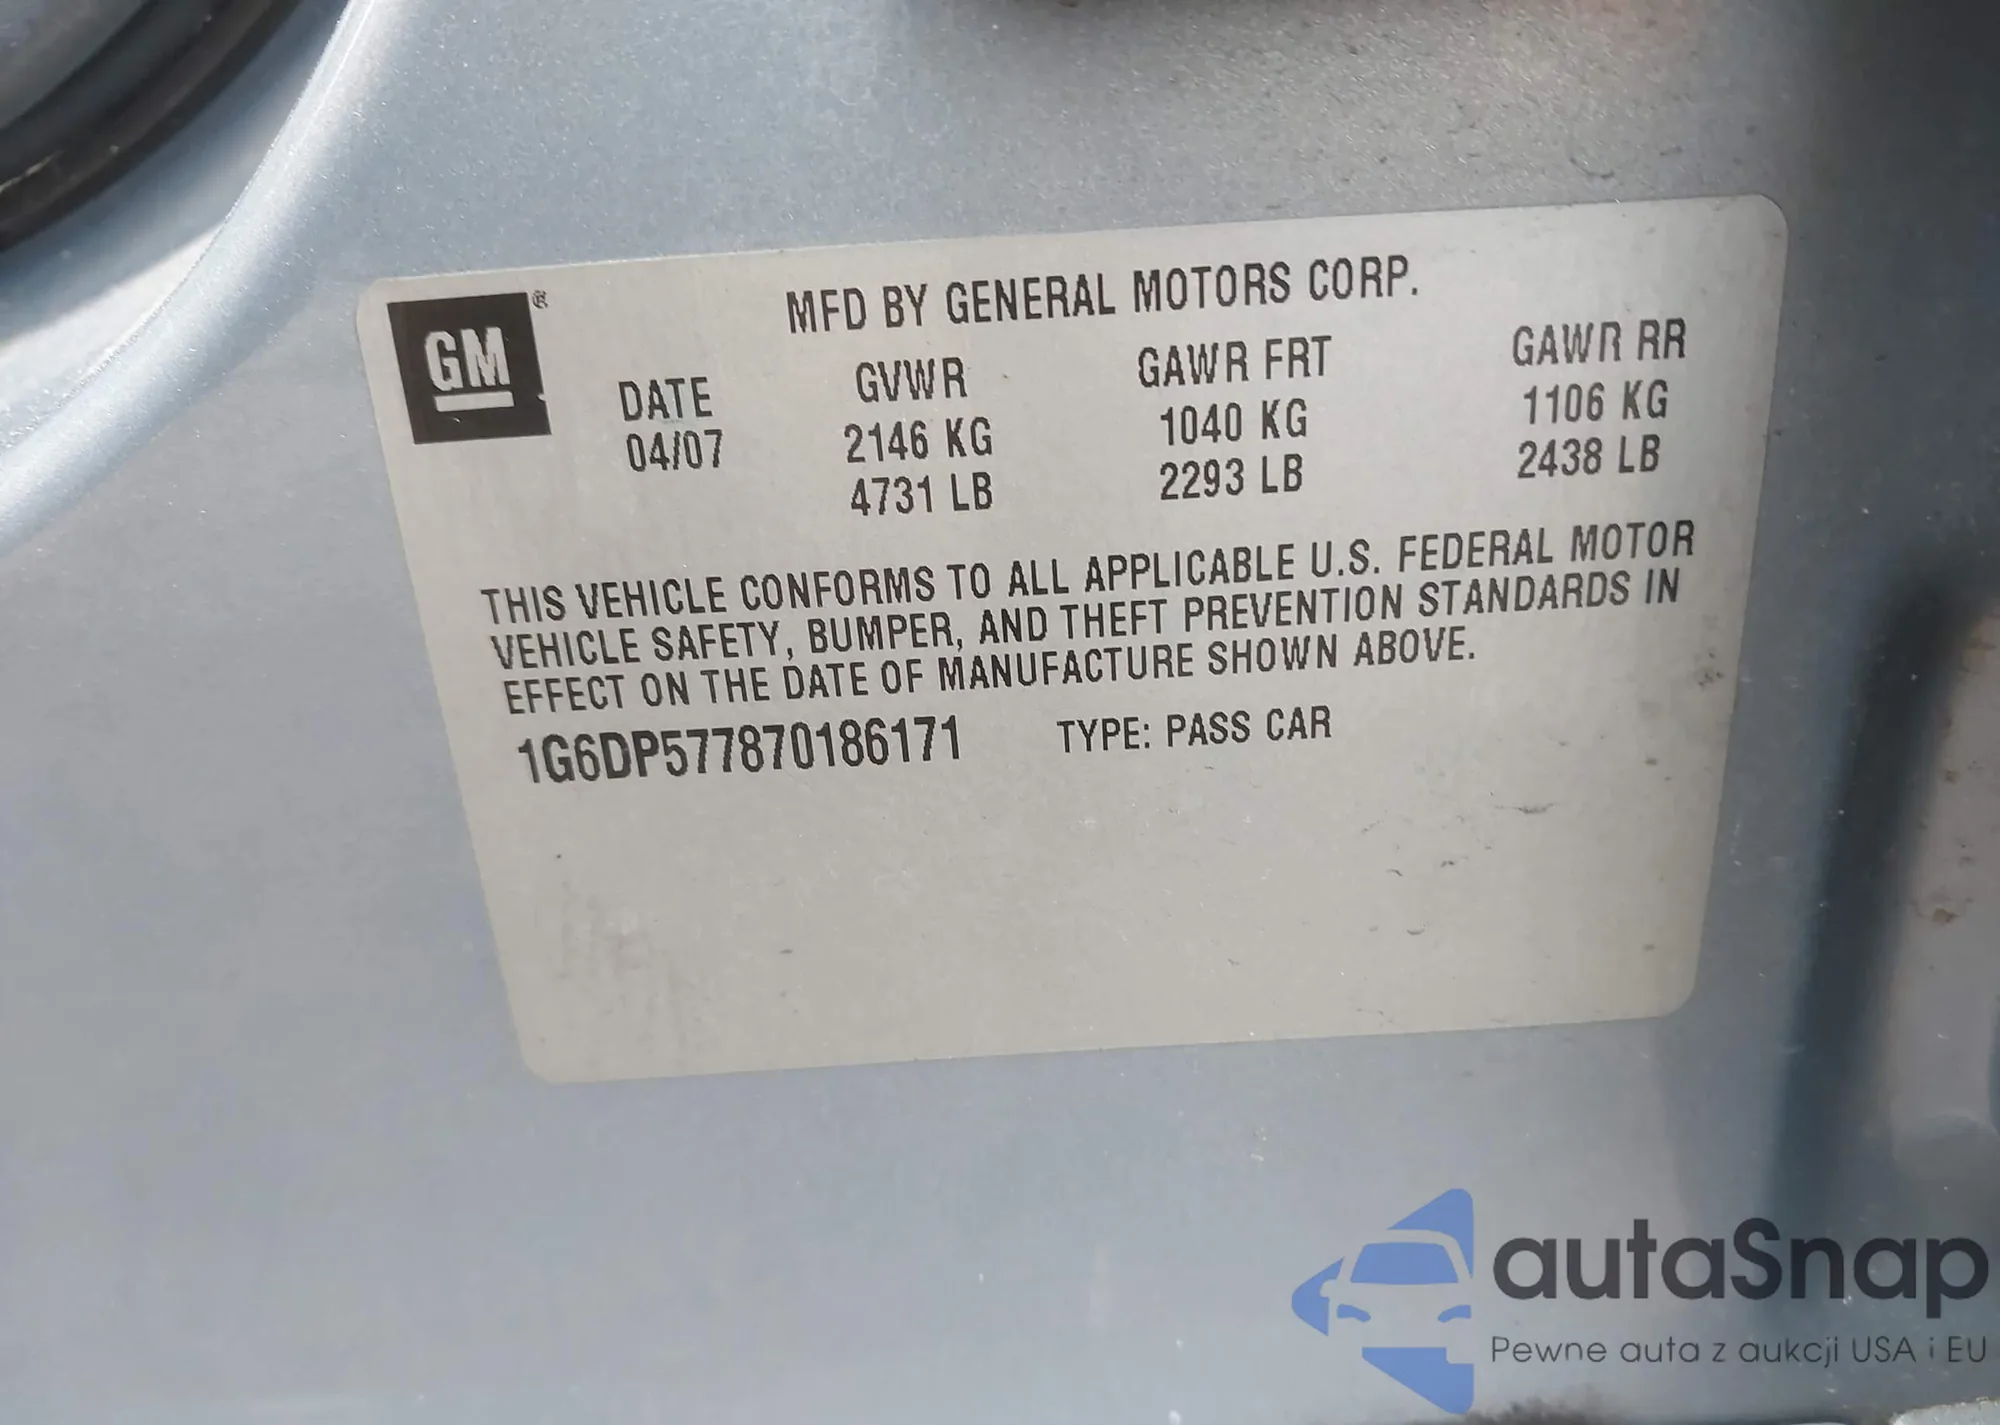 GM®
MFD BY GENERAL MOTORS CORP.
DATE GVWR GAWR FRT GAWR RR
04/07 2146 KG 1040 KG 1106 KG
4731 LB 2293 LB 2438 LB
THIS VEHICLE CONFORMS TO ALL APPLICABLE U.S. FEDERAL MOTOR
VEHICLE SAFETY, BUMPER, AND THEFT PREVENTION STANDARDS IN
EFFECT ON THE DATE OF MANUFACTURE SHOWN ABOVE.
1G6DP577870186171 TYPE: PASS CAR
autaSnap
Pewne auta z aukcji USA i EU